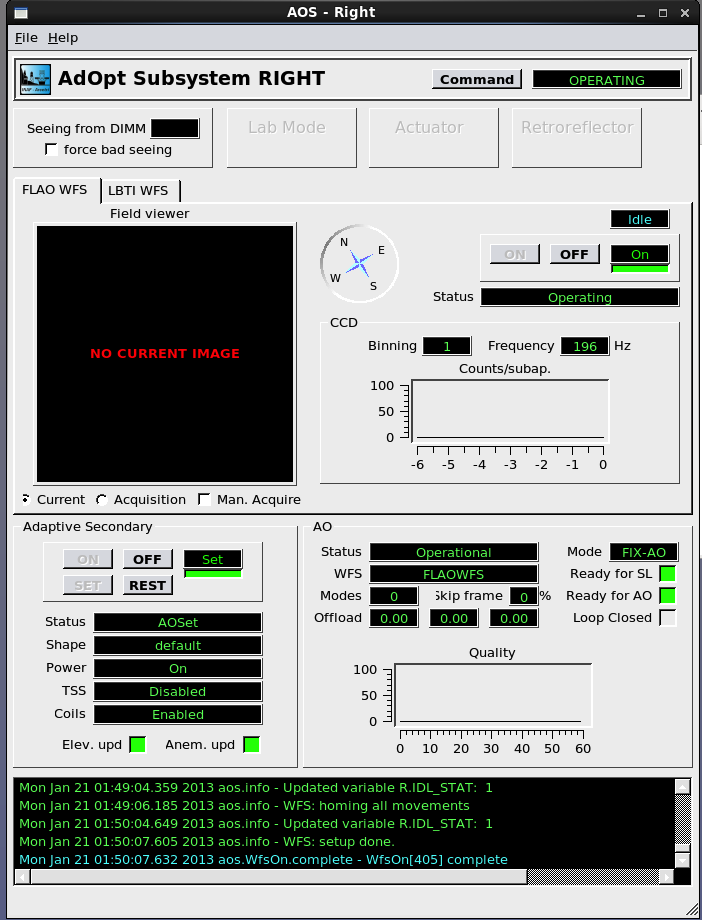 AOS - Right
File Help
AdOpt Subsystem RIGHT Command OPERATING
Seeing from DIMM
force bad seeing
Lab Mode
Actuator
Retroreflector
FLAO WFS LBTI WFS
Field viewer
NO CURRENT IMAGE
Current Acquisition Man. Acquire
N
E
W
S
Idle
ON OFF On
Status Operating
CCD
Binning 1 Frequency 196 Hz
Counts/subap.
100
50
0
-6 -5 -4 -3 -2 -1 0
Adaptive Secondary
ON OFF Set
SET REST
Status AOSet
Shape default
Power On
TSS Disabled
Coils Enabled
Elev. upd Anem. upd
AO
Status Operational Mode FIX-AO
WFS FLAOWFS Ready for SL
Modes 0 Skip frame 0 % Ready for AO
Offload 0.00 0.00 0.00 Loop Closed
Quality
100
50
0
0 10 20 30 40 50 60
Mon Jan 21 01:49:04.359 2013 aos.info - Updated variable R.IDL_STAT: 1
Mon Jan 21 01:49:06.185 2013 aos.info - WFS: homing all movements
Mon Jan 21 01:50:04.649 2013 aos.info - Updated variable R.IDL_STAT: 1
Mon Jan 21 01:50:07.605 2013 aos.info - WFS: setup done.
Mon Jan 21 01:50:07.632 2013 aos.WfsOn.complete - WfsOn[405] complete